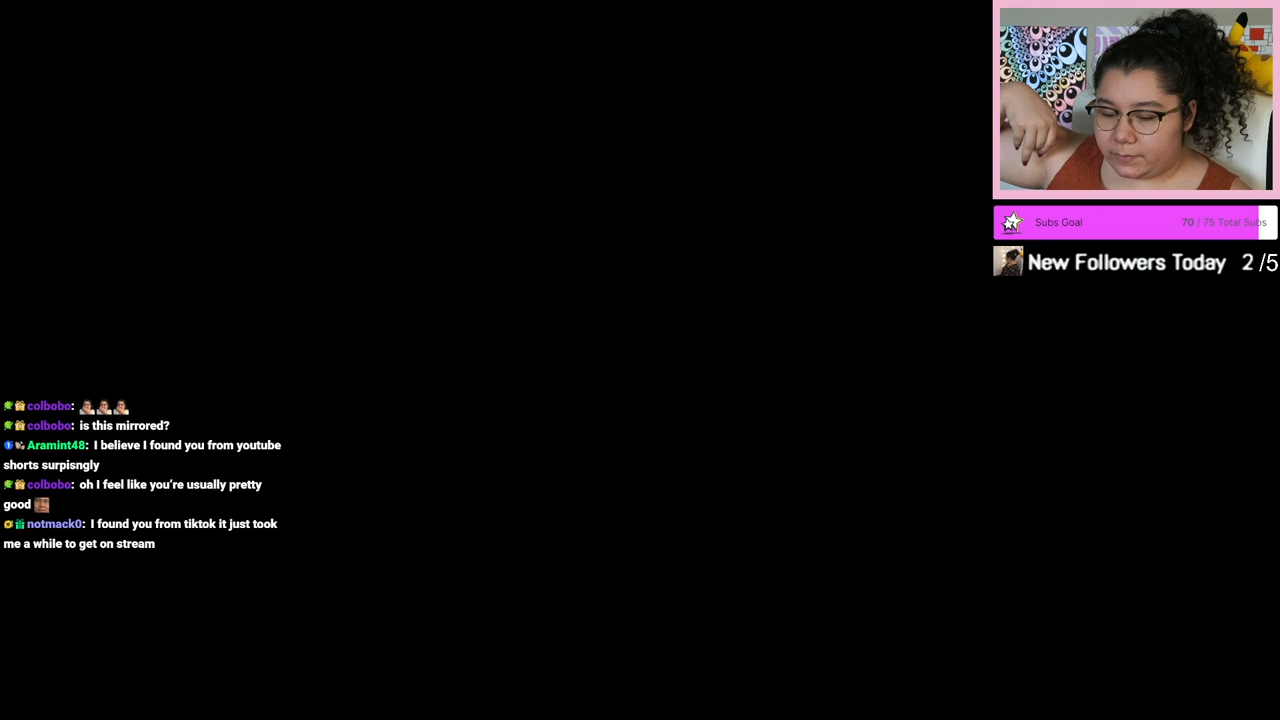 Subs Goal 70 / 75 Total Subs
New Followers Today 2 /5
colbobo:
colbobo: is this mirrored?
Aramint48: I believe I found you from youtube
shorts surpisngly
colbobo: oh I feel like you're usually pretty
good
notmack0: I found you from tiktok it just took
me a while to get on stream